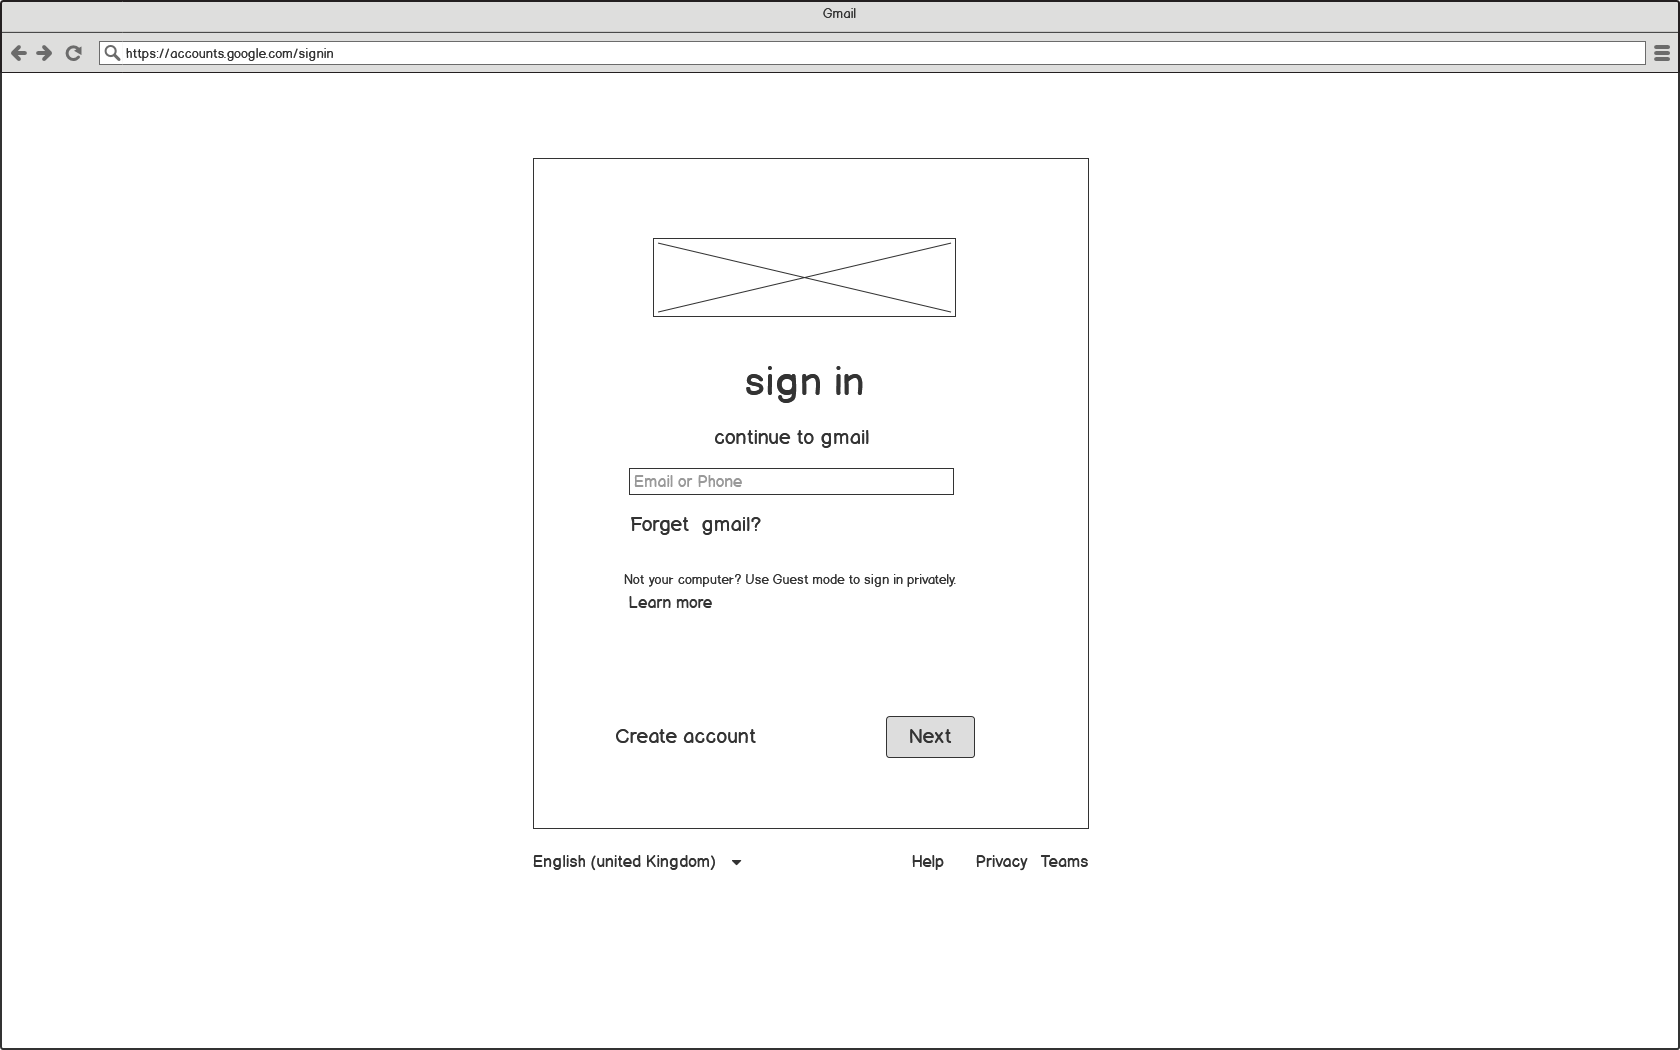 Gmail
https://accounts.google.com/signin
sign in
continue to gmail
Email or Phone
Forget gmail?
Not your computer? Use Guest mode to sign in privately.
Learn more
Create account
Next
English (united Kingdom)
Help Privacy Teams